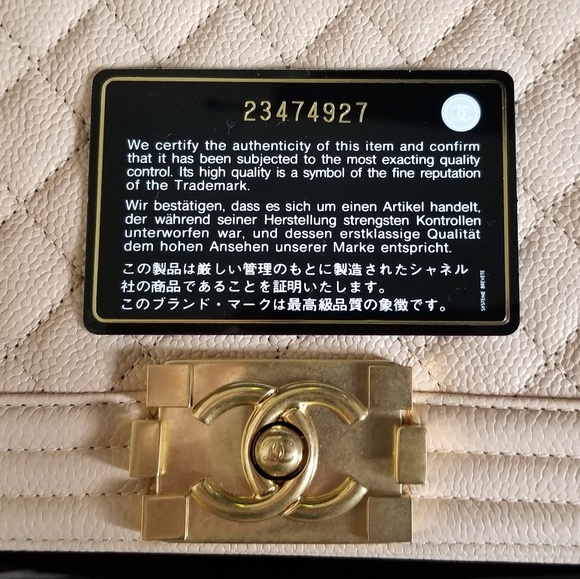 23474927
We certify the authenticity of this item and confirm
that it has been subjected to the most exacting quality
control. Its high quality is a symbol of the fine reputation
of the Trademark.
Wir bestätigen, dass es sich um einen Artikel handelt,
der während seiner Herstellung strengsten Kontrollen
unterworfen war, und dessen erstklassige Qualität
dem hohen Ansehen unserer Marke entspricht.
この製品は厳しい管理のもとに製造されたシャネル
社の商品であることを証明いたします。
このブランド・マークは最高級品質の象徴です。
SYSTEME BREVETE